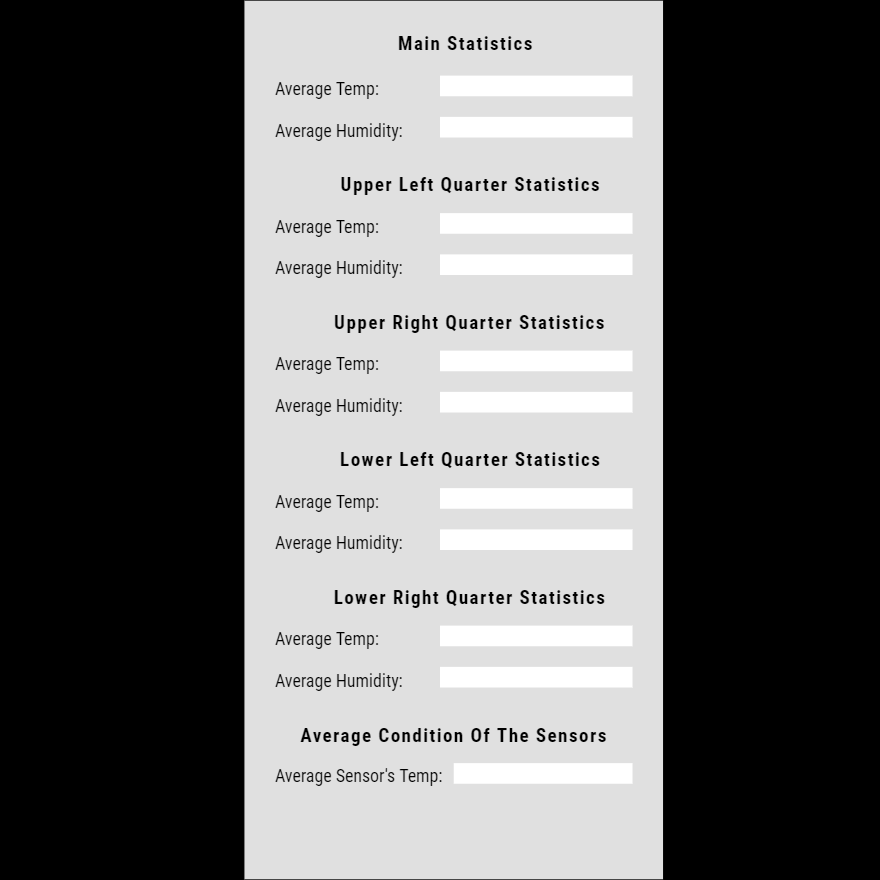 Main Statistics
Average Temp:
Average Humidity:
Upper Left Quarter Statistics
Average Temp:
Average Humidity:
Upper Right Quarter Statistics
Average Temp:
Average Humidity:
Lower Left Quarter Statistics
Average Temp:
Average Humidity:
Lower Right Quarter Statistics
Average Temp:
Average Humidity:
Average Condition Of The Sensors
Average Sensor's Temp: